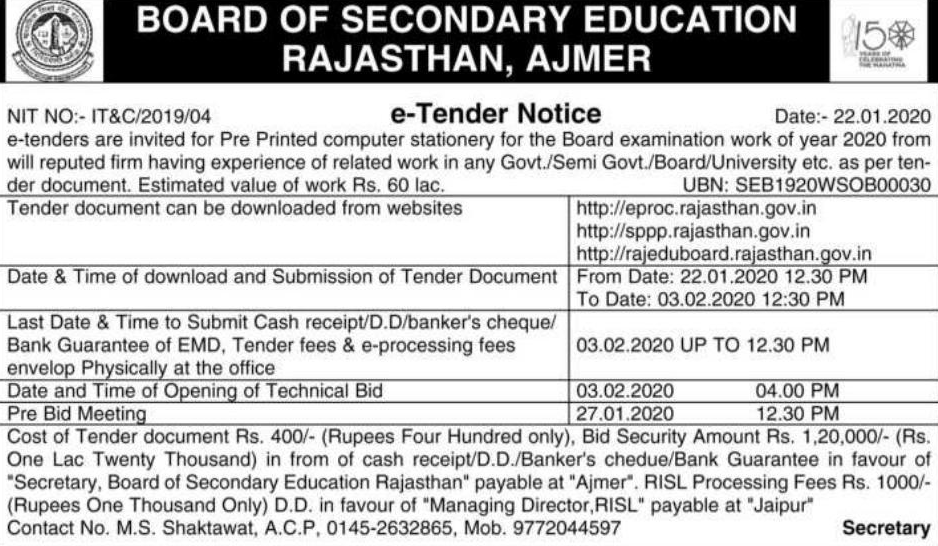 BOARD OF SECONDARY EDUCATION
RAJASTHAN, AJMER
150
YEARS OF
CELEBRATING
THE MAHATMA
NIT NO:- IT&C/2019/04 e-Tender Notice Date:- 22.01.2020
e-tenders are invited for Pre Printed computer stationery for the Board examination work of year 2020 from
will reputed firm having experience of related work in any Govt./Semi Govt./Board/University etc. as per ten-
der document. Estimated value of work Rs. 60 lac. UBN: SEB1920WSOB00030
Tender document can be downloaded from websites http://eproc.rajasthan.gov.in
http://sppp.rajasthan.gov.in
http://rajeduboard.rajasthan.gov.in
Date & Time of download and Submission of Tender Document From Date: 22.01.2020 12.30 PM
To Date: 03.02.2020 12:30 PM
Last Date & Time to Submit Cash receipt/D.D/banker's cheque/
Bank Guarantee of EMD, Tender fees & e-processing fees 03.02.2020 UP TO 12.30 PM
envelop Physically at the office
Date and Time of Opening of Technical Bid 03.02.2020 04.00 PM
Pre Bid Meeting 27.01.2020 12.30 PM
Cost of Tender document Rs. 400/- (Rupees Four Hundred only), Bid Security Amount Rs. 1,20,000/- (Rs.
One Lac Twenty Thousand) in from of cash receipt/D.D./Banker's chedue/Bank Guarantee in favour of
"Secretary, Board of Secondary Education Rajasthan" payable at "Ajmer". RISL Processing Fees Rs. 1000/-
(Rupees One Thousand Only) D.D. in favour of "Managing Director,RISL" payable at "Jaipur"
Contact No. M.S. Shaktawat, A.C.P, 0145-2632865, Mob. 9772044597 Secretary